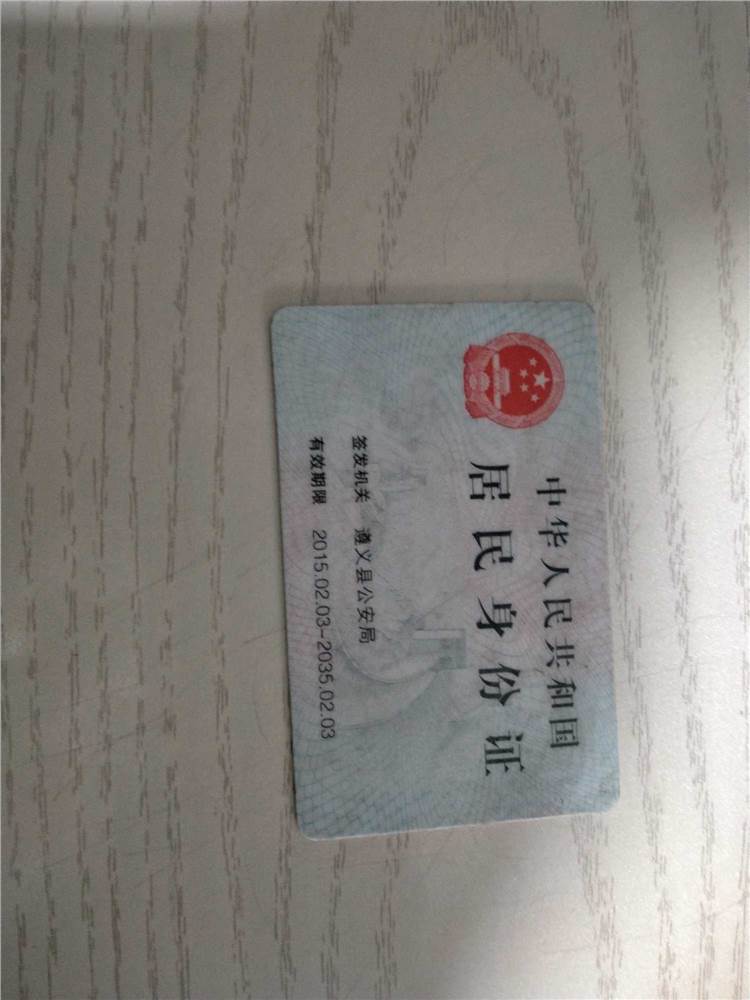 中华人民共和国
居民身份证
签发机关 遵义县公安局
有效期限 2015.02.03-2035.02.03